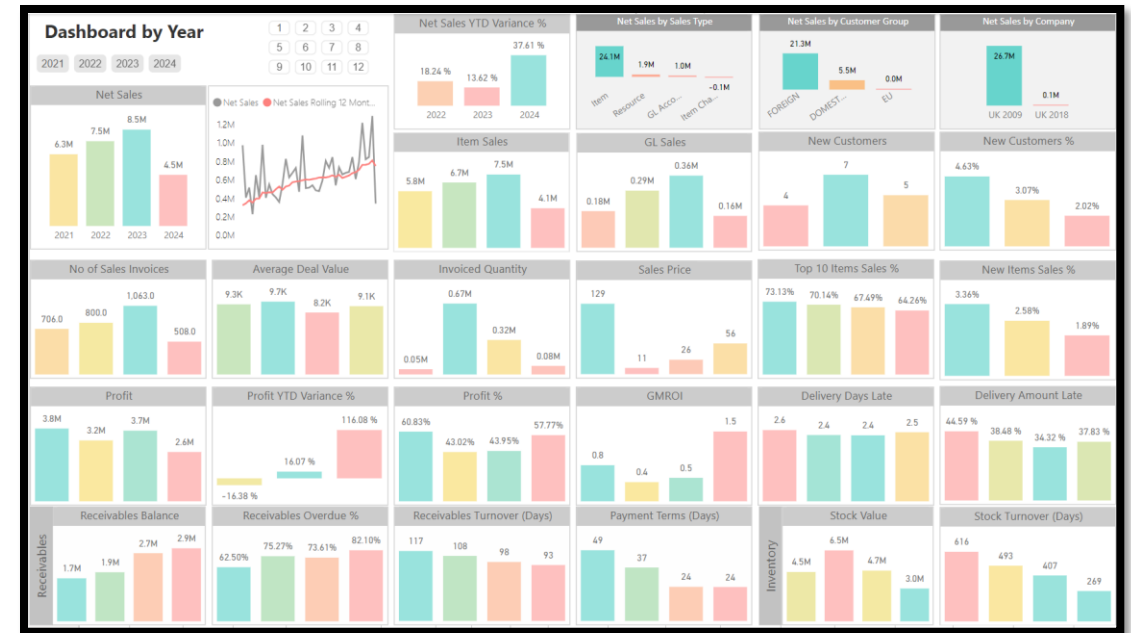 Dashboard by Year
2021 2022 2023 2024
1 2 3 4
5 6 7 8
9 10 11 12
Net Sales YTD Variance %
18.24 % 13.62 % 37.61 %
2022 2023 2024
Net Sales by Sales Type
24.1M 1.9M 1.0M -0.1M
Item Resource GL Acco... Item Cha...
Net Sales by Customer Group
21.3M 5.5M 0.0M
FOREIGN DOMEST... EU
Net Sales by Company
26.7M 0.1M
UK 2009 UK 2018
Net Sales
6.3M 7.5M 8.5M 4.5M
2021 2022 2023 2024
Net Sales Net Sales Rolling 12 Mont...
1.2M
1.0M
0.8M
0.6M
0.4M
0.2M
0.0M
Item Sales
5.8M 6.7M 7.5M 4.1M
GL Sales
0.18M 0.29M 0.36M 0.16M
New Customers
4 7 5
New Customers %
4.63% 3.07% 2.02%
No of Sales Invoices
706.0 800.0 1,063.0 508.0
Average Deal Value
9.3K 9.7K 8.2K 9.1K
Invoiced Quantity
0.05M 0.67M 0.32M 0.08M
Sales Price
129 11 26 56
Top 10 Items Sales %
73.13% 70.14% 67.49% 64.26%
New Items Sales %
3.36% 2.58% 1.89%
Profit
3.8M 3.2M 3.7M 2.6M
Profit YTD Variance %
-16.38 % 16.07 % 116.08 %
Profit %
60.83% 43.02% 43.95% 57.77%
GMROI
0.8 0.4 0.5 1.5
Delivery Days Late
2.6 2.4 2.4 2.5
Delivery Amount Late
44.59 % 38.48 % 34.32 % 37.83 %
Receivables
Receivables Balance
1.7M 1.9M 2.7M 2.9M
Receivables Overdue %
62.50% 75.27% 73.61% 82.10%
Receivables Turnover (Days)
117 108 98 93
Payment Terms (Days)
49 37 24 24
Inventory
Stock Value
4.5M 6.5M 4.7M 3.0M
Stock Turnover (Days)
616 493 407 269